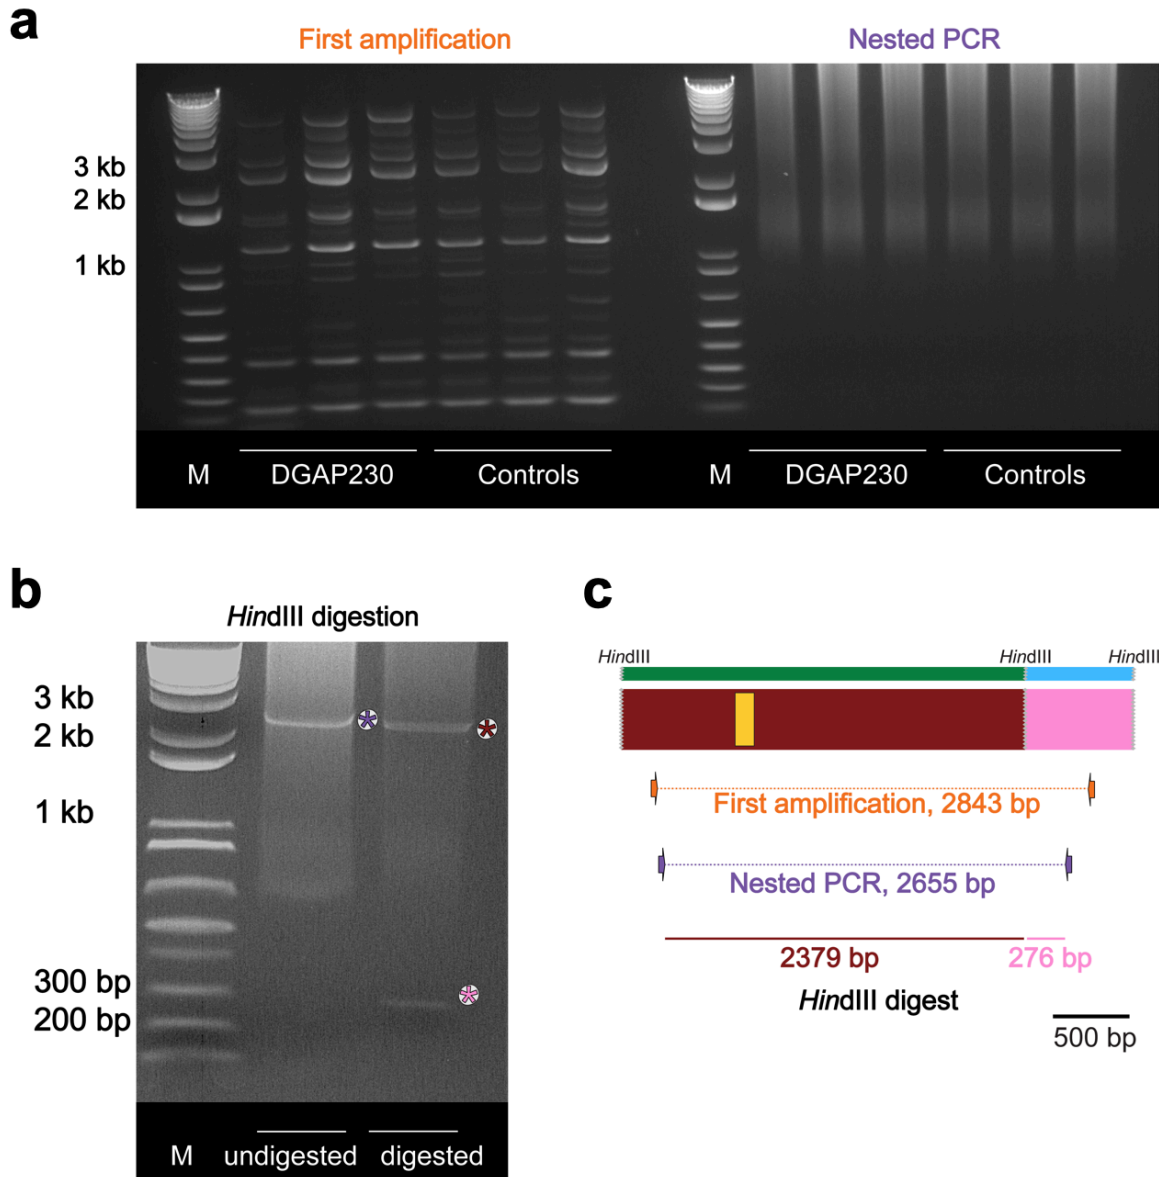 a
First amplification
Nested PCR
3 kb
2 kb
1 kb
M
DGAP230
Controls
M
DGAP230
Controls
b
HindIII digestion
3 kb
2 kb
1 kb
300 bp
200 bp
M
undigested
digested
c
HindIII
HindIII
HindIII
First amplification, 2843 bp
Nested PCR, 2655 bp
2379 bp
276 bp
HindIII digest
500 bp